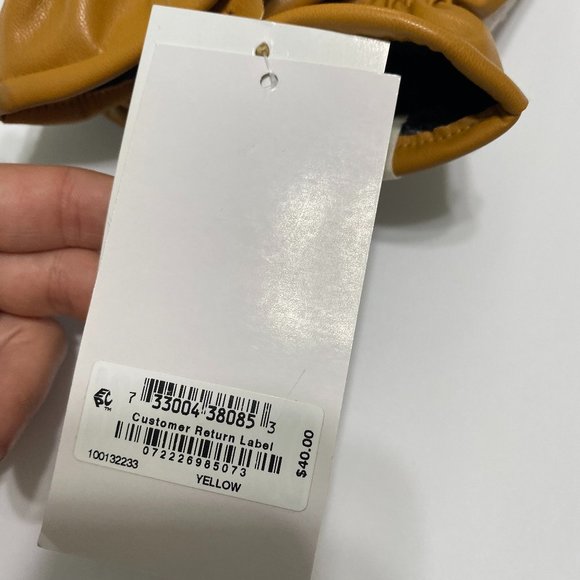 7 33004 38085 3
Customer Return Label
072226985073
100132233
YELLOW
$40.00